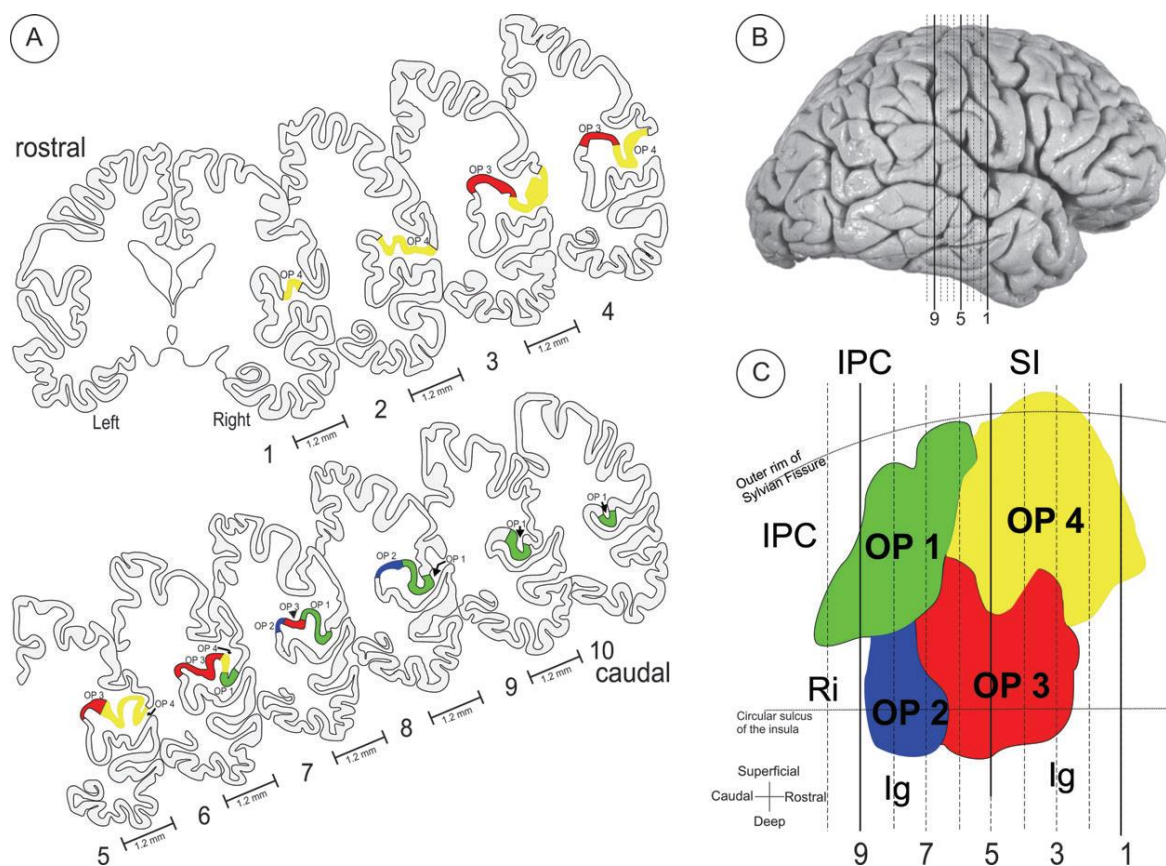 A
rostral
OP 4
Left
Right
1
1.2 mm
OP 4
2
1.2 mm
OP 3
3
1.2 mm
OP 3
OP 4
4
OP 3
OP 4
5
1.2 mm
OP 4
OP 3
OP 1
6
1.2 mm
OP 3
OP 1
OP 2
7
1.2 mm
OP 2
OP 1
8
1.2 mm
OP 1
9
1.2 mm
OP 1
10
caudal
B
9 5 1
C
IPC SI
Outer rim of
Sylvian Fissure
IPC
OP 1
OP 4
Ri
OP 2
OP 3
Circular sulcus
of the insula
Ig Ig
Superficial
Caudal Rostral
Deep
9 7 5 3 1